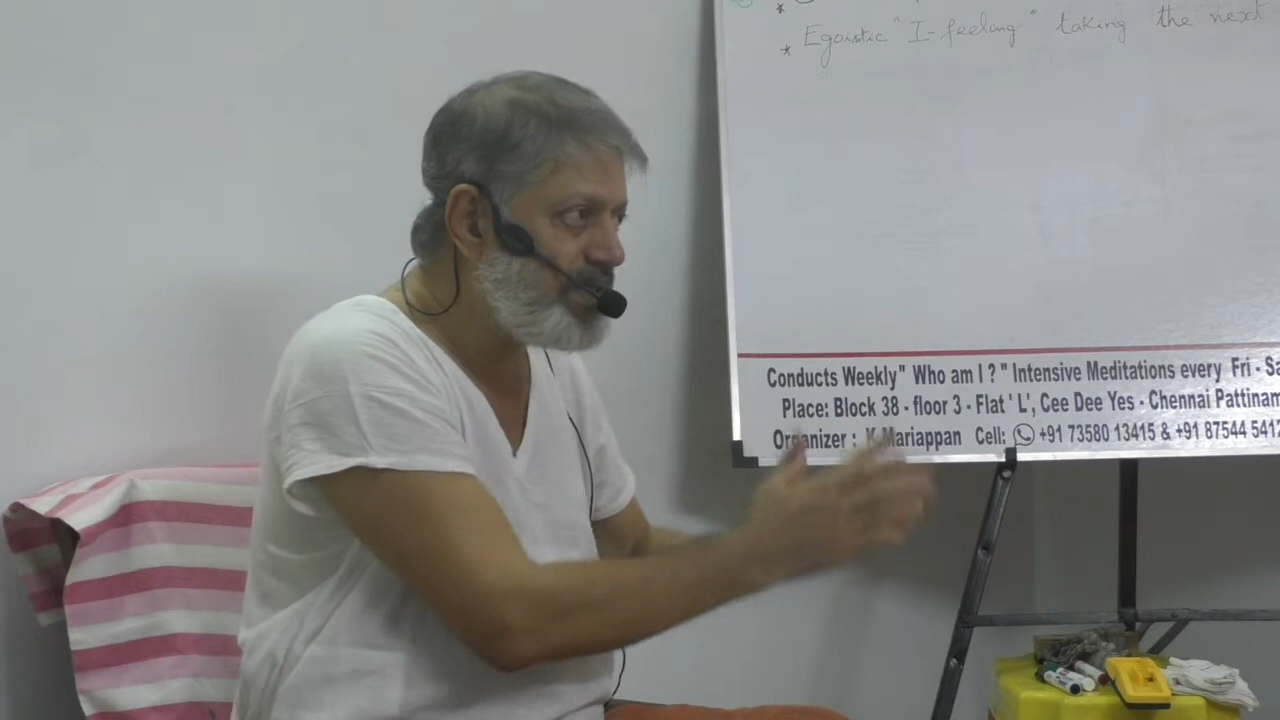 * Egoistic "I-feeling" taking the next
Conducts Weekly" Who am I ? " Intensive Meditations every Fri - Sa
Place: Block 38 - floor 3 - Flat ' L', Cee Dee Yes - Chennai Pattinam
Organizer : K Mariappan Cell: +91 73580 13415 & +91 87544 5412